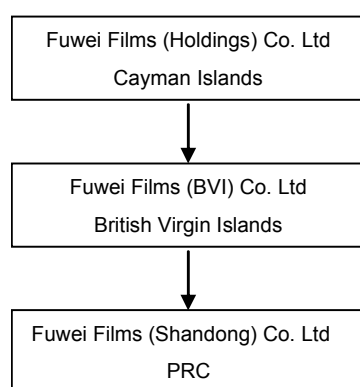 Fuwei Films (Holdings) Co. Ltd
Cayman Islands
Fuwei Films (BVI) Co. Ltd
British Virgin Islands
Fuwei Films (Shandong) Co. Ltd
PRC